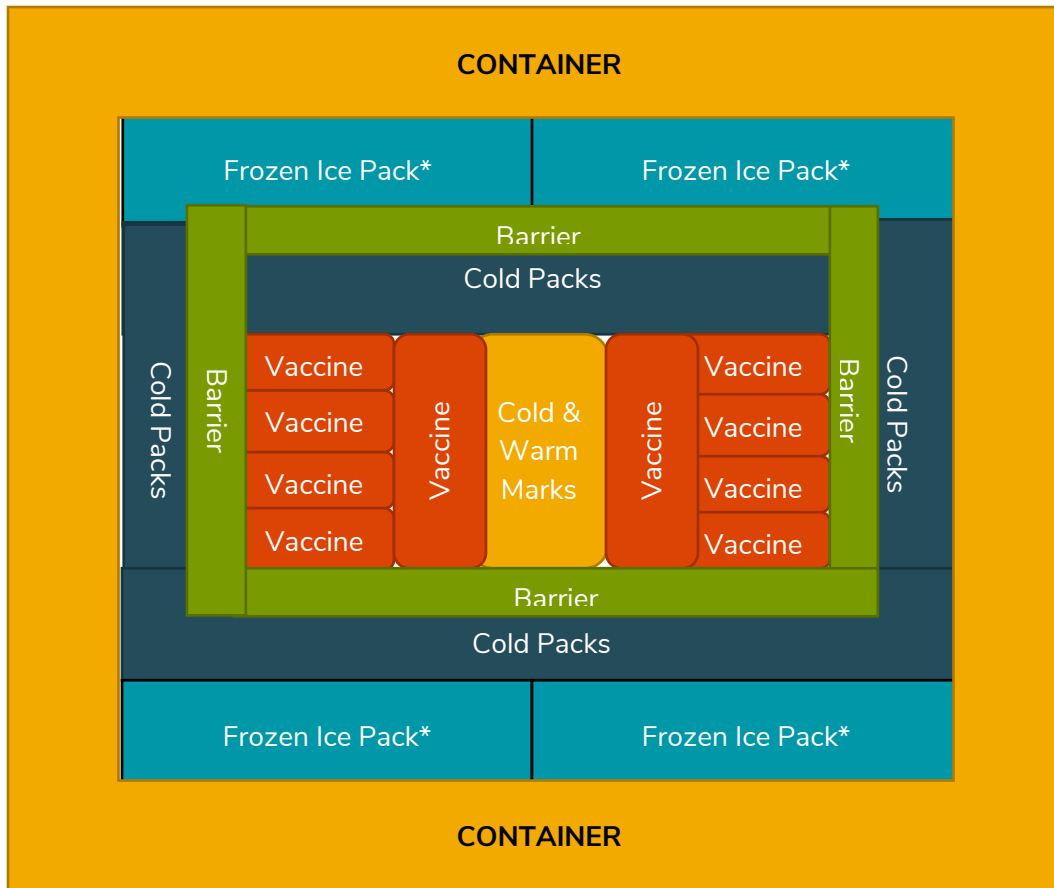 CONTAINER
Frozen Ice Pack*
Frozen Ice Pack*
Barrier
Cold Packs
Cold Packs
Barrier
Vaccine
Vaccine
Vaccine
Vaccine
Vaccine
Cold &
Warm
Marks
Vaccine
Vaccine
Vaccine
Vaccine
Vaccine
Barrier
Cold Packs
Barrier
Cold Packs
Frozen Ice Pack*
Frozen Ice Pack*
CONTAINER